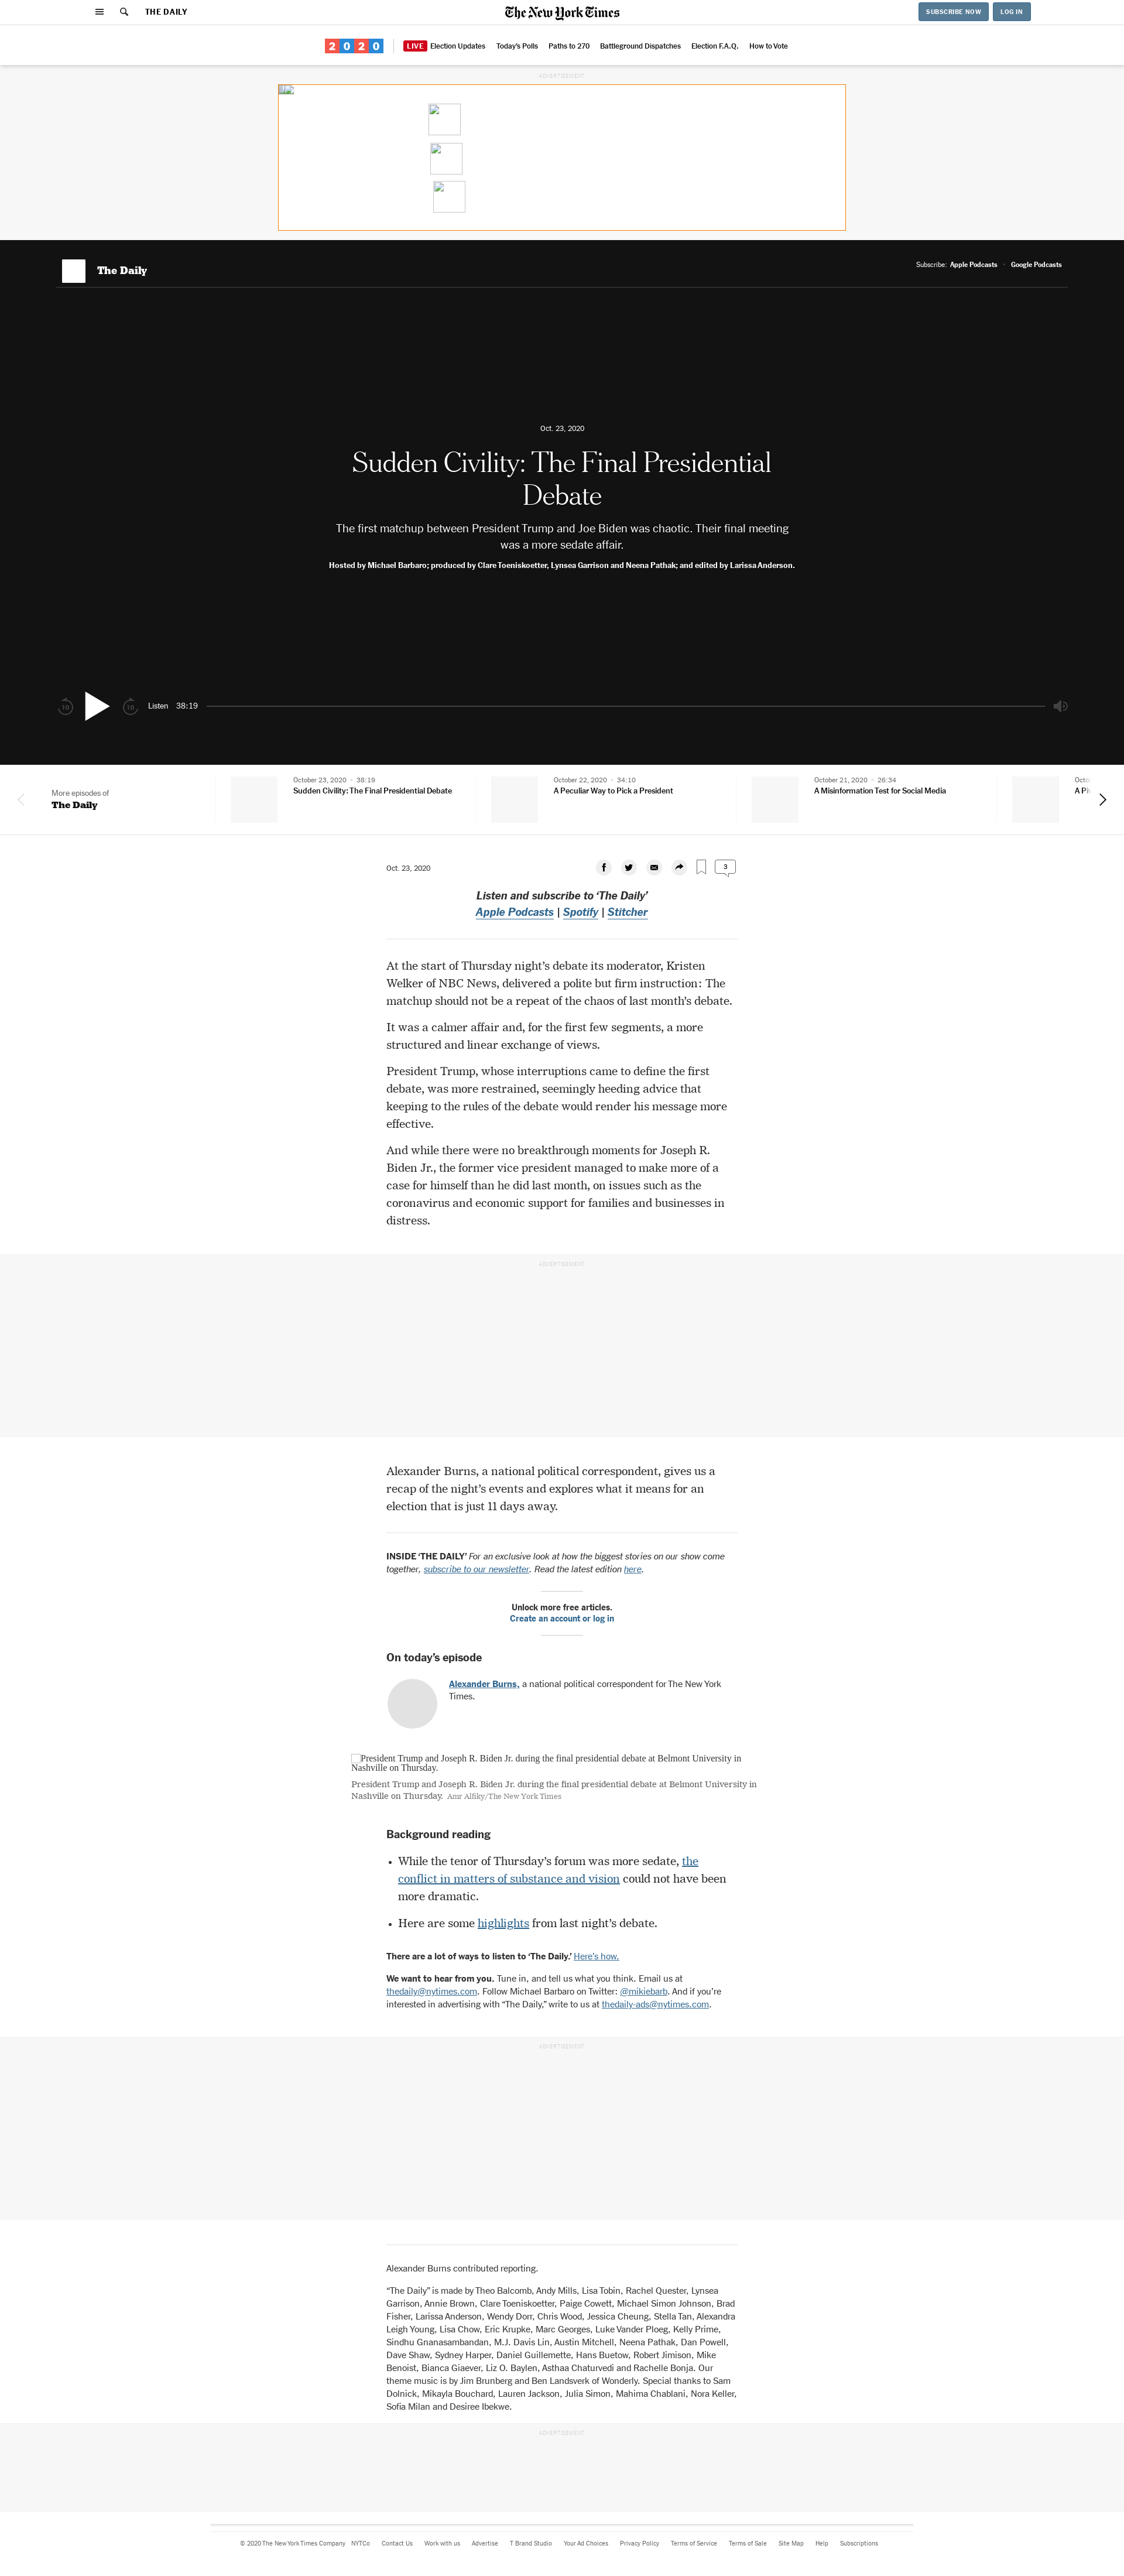 THE DAILY
The New York Times
SUBSCRIBE NOW
LOG IN
2020
LIVE Election Updates
Today's Polls
Paths to 270
Battleground Dispatches
Election F.A.Q.
How to Vote
ADVERTISEMENT
The Daily
Subscribe: Apple Podcasts
Google Podcasts
Oct. 23, 2020
Sudden Civility: The Final Presidential
Debate
The first matchup between President Trump and Joe Biden was chaotic. Their final meeting
was a more sedate affair.
Hosted by Michael Barbaro; produced by Clare Toeniskoetter, Lynsea Garrison and Neena Pathak; and edited by Larissa Anderson.
10
10
Listen 38:19
More episodes of
The Daily
October 23, 2020 • 38:19
Sudden Civility: The Final Presidential Debate
October 22, 2020 • 34:10
A Peculiar Way to Pick a President
October 21, 2020 • 26:34
A Misinformation Test for Social Media
Oct. 23, 2020
3
Listen and subscribe to ‘The Daily’
Apple Podcasts | Spotify | Stitcher
At the start of Thursday night’s debate its moderator, Kristen
Welker of NBC News, delivered a polite but firm instruction: The
matchup should not be a repeat of the chaos of last month’s debate.
It was a calmer affair and, for the first few segments, a more
structured and linear exchange of views.
President Trump, whose interruptions came to define the first
debate, was more restrained, seemingly heeding advice that
keeping to the rules of the debate would render his message more
effective.
And while there were no breakthrough moments for Joseph R.
Biden Jr., the former vice president managed to make more of a
case for himself than he did last month, on issues such as the
coronavirus and economic support for families and businesses in
distress.
ADVERTISEMENT
Alexander Burns, a national political correspondent, gives us a
recap of the night’s events and explores what it means for an
election that is just 11 days away.
INSIDE ‘THE DAILY’ For an exclusive look at how the biggest stories on our show come
together, subscribe to our newsletter. Read the latest edition here.
Unlock more free articles.
Create an account or log in
On today’s episode
Alexander Burns, a national political correspondent for The New York
Times.
President Trump and Joseph R. Biden Jr. during the final presidential debate at Belmont University in
Nashville on Thursday.
President Trump and Joseph R. Biden Jr. during the final presidential debate at Belmont University in
Nashville on Thursday. Amr Alfiky/The New York Times
Background reading
• While the tenor of Thursday’s forum was more sedate, the
conflict in matters of substance and vision could not have been
more dramatic.
• Here are some highlights from last night’s debate.
There are a lot of ways to listen to ‘The Daily.’ Here’s how.
We want to hear from you. Tune in, and tell us what you think. Email us at
thedaily@nytimes.com. Follow Michael Barbaro on Twitter: @mikiebarb. And if you’re
interested in advertising with “The Daily,” write to us at thedaily-ads@nytimes.com.
ADVERTISEMENT
Alexander Burns contributed reporting.
“The Daily” is made by Theo Balcomb, Andy Mills, Lisa Tobin, Rachel Quester, Lynsea
Garrison, Annie Brown, Clare Toeniskoetter, Paige Cowett, Michael Simon Johnson, Brad
Fisher, Larissa Anderson, Wendy Dorr, Chris Wood, Jessica Cheung, Stella Tan, Alexandra
Leigh Young, Lisa Chow, Eric Krupke, Marc Georges, Luke Vander Ploeg, Kelly Prime,
Sindhu Gnanasambandan, M.J. Davis Lin, Austin Mitchell, Neena Pathak, Dan Powell,
Dave Shaw, Sydney Harper, Daniel Guillemette, Hans Buetow, Robert Jimison, Mike
Benoist, Bianca Giaever, Liz O. Baylen, Asthaa Chaturvedi and Rachelle Bonja. Our
theme music is by Jim Brunberg and Ben Landsverk of Wonderly. Special thanks to Sam
Dolnick, Mikayla Bouchard, Lauren Jackson, Julia Simon, Mahima Chablani, Nora Keller,
Sofia Milan and Desiree Ibekwe.
ADVERTISEMENT
© 2020 The New York Times Company
NYTCo
Contact Us
Work with us
Advertise
T Brand Studio
Your Ad Choices
Privacy Policy
Terms of Service
Terms of Sale
Site Map
Help
Subscriptions